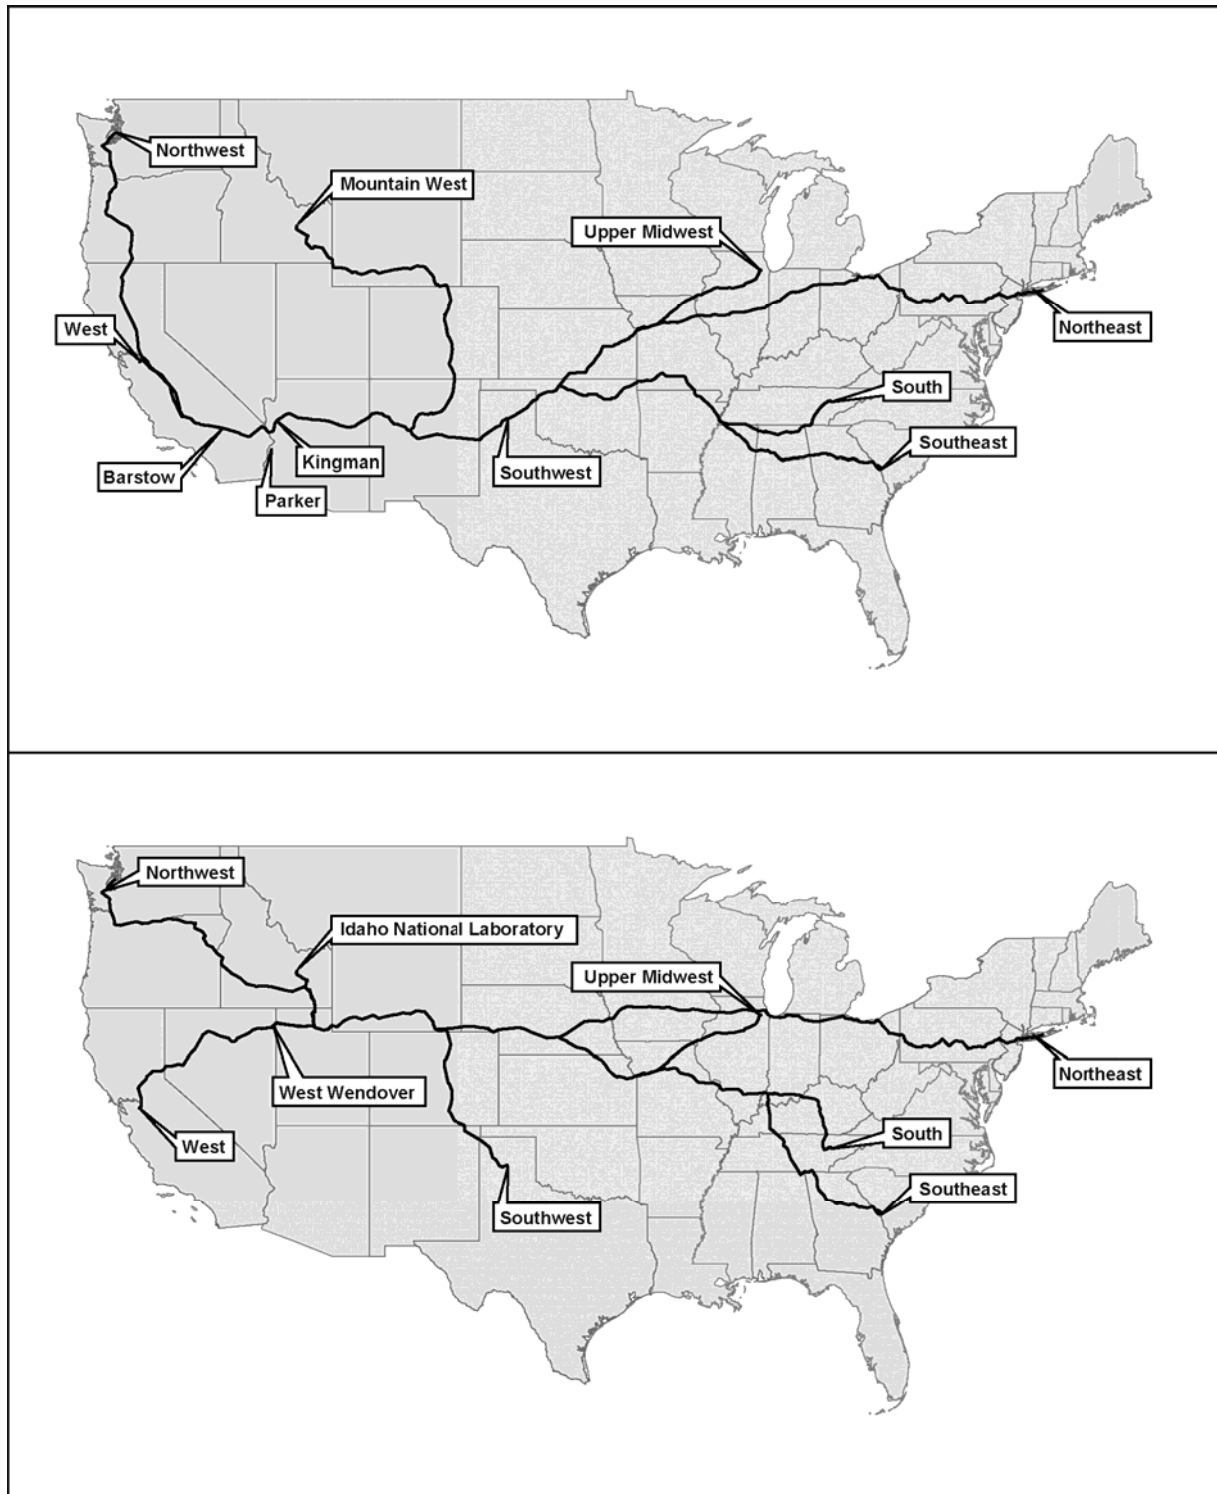 Northwest
Mountain West
Upper Midwest
West
Northeast
South
Southeast
Kingman
Southwest
Barstow
Parker
Northwest
Idaho National Laboratory
Upper Midwest
Northeast
West Wendover
South
West
Southeast
Southwest